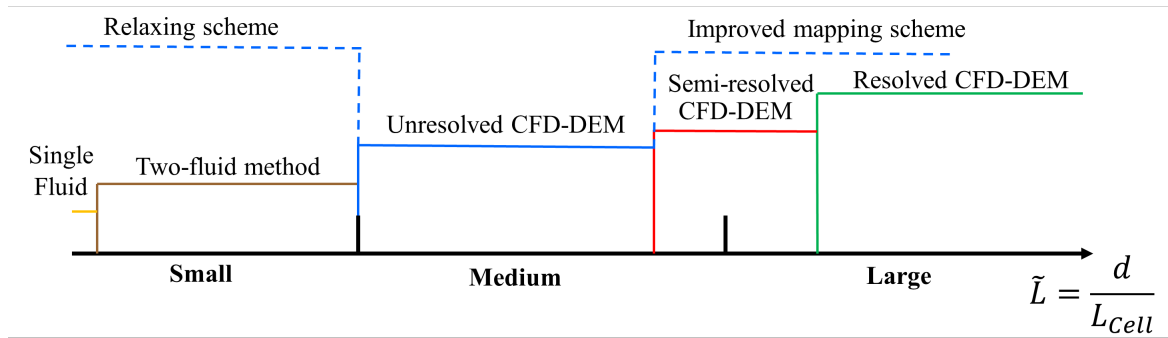 Relaxing scheme
Improved mapping scheme
Semi-resolved
CFD-DEM
Resolved CFD-DEM
Unresolved CFD-DEM
Single
Fluid
Two-fluid method
Small
Medium
Large
L̃ = d / L_Cell